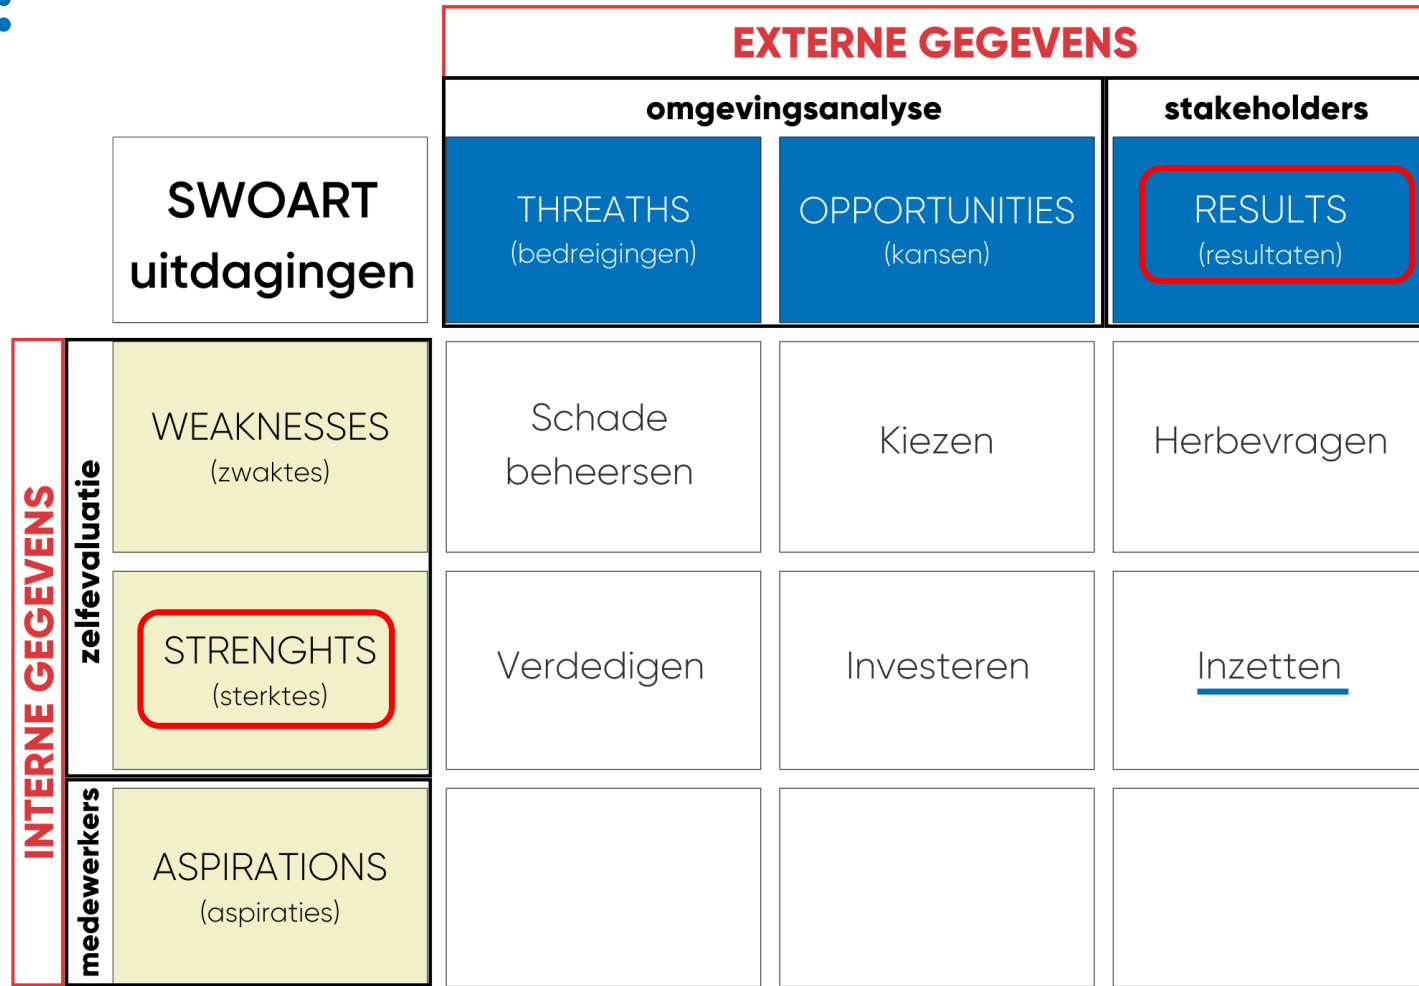 EXTERNE GEGEVENS
omgevingsanalyse
stakeholders
SWOART
uitdagingen
THREATHS
(bedreigingen)
OPPORTUNITIES
(kansen)
RESULTS
(resultaten)
INTERNE GEGEVENS
zelfevaluatie
WEAKNESSES
(zwaktes)
Schade
beheersen
Kiezen
Herbevragen
STRENGHTS
(sterktes)
Verdedigen
Investeren
Inzetten
medewerkers
ASPIRATIONS
(aspiraties)